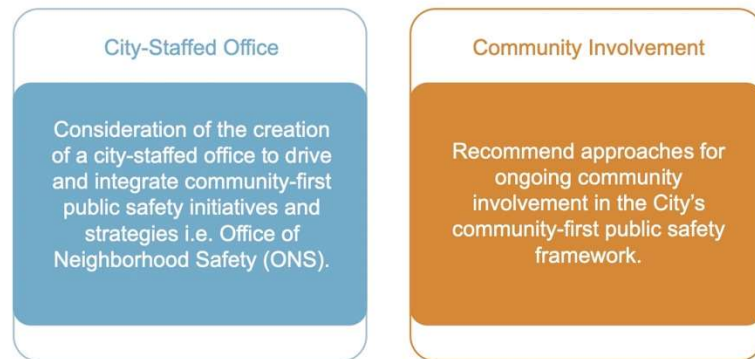 City-Staffed Office
Consideration of the creation
of a city-staffed office to drive
and integrate community-first
public safety initiatives and
strategies i.e. Office of
Neighborhood Safety (ONS).
Community Involvement
Recommend approaches for
ongoing community
involvement in the City’s
community-first public safety
framework.